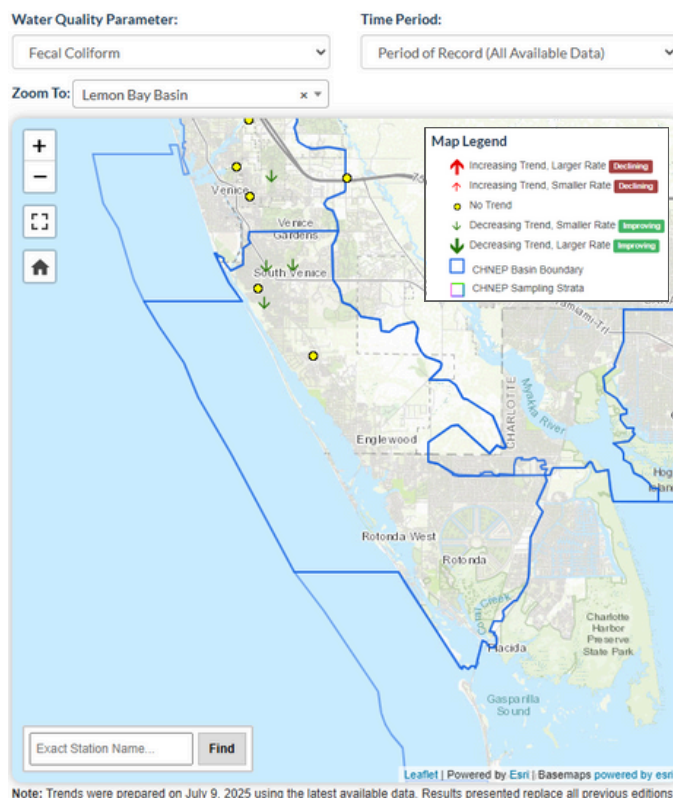 Water Quality Parameter:
Time Period:
Fecal Coliform
Period of Record (All Available Data)
Zoom To:
Lemon Bay Basin
× ▾
+
−
Map Legend
Increasing Trend, Larger Rate Declining
Increasing Trend, Smaller Rate Declining
No Trend
Decreasing Trend, Smaller Rate Improving
Decreasing Trend, Larger Rate Improving
CHNEP Basin Boundary
CHNEP Sampling Strata
Venice
75
Venice
Gardens
South Venice
amiami-Trl
CHARLOTTE
Myakka River
Englewood
Hog
Island
Rotonda West
Rotonda
Coral Creek
Placida
Charlotte
Harbor
Preserve
State Park
Gasparilla
Sound
Exact Station Name...
Find
Leaflet | Powered by Esri | Basemaps powered by esri
Note: Trends were prepared on July 9, 2025 using the latest available data. Results presented replace all previous editions